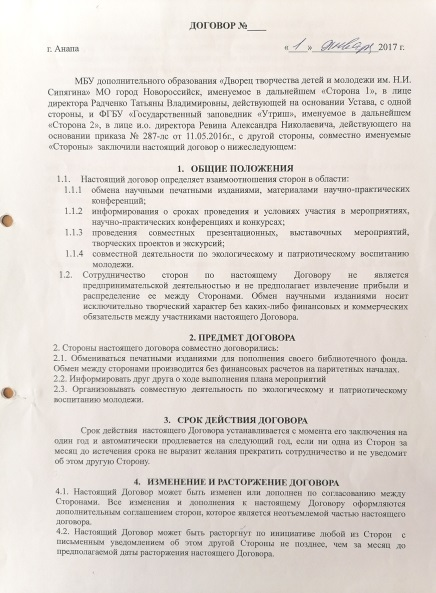 ДОГОВОР №____
г. Анапа « 1 » январь 2017 г.
МБУ дополнительного образования «Дворец творчества детей и молодежи им. Н.И.
Сипягина» МО город Новороссийск, именуемое в дальнейшем «Сторона 1», в лице
директора Радченко Татьяны Владимировны, действующей на основании Устава, с одной
стороны, и ФГБУ «Государственный заповедник «Утриш», именуемое в дальнейшем
«Сторона 2», в лице и.о. директора Ревина Александра Николаевича, действующего на
основании приказа № 287-лс от 11.05.2016г., с другой стороны, совместно именуемые
«Стороны» заключили настоящий договор о нижеследующем:
1. ОБЩИЕ ПОЛОЖЕНИЯ
1.1. Настоящий договор определяет взаимоотношения сторон в области:
1.1.1 обмена научными печатными изданиями, материалами научно-практических
конференций;
1.1.2 информирования о сроках проведения и условиях участия в мероприятиях,
научно-практических конференциях и конкурсах;
1.1.3 проведения совместных презентационных, выставочных мероприятий,
творческих проектов и экскурсий;
1.1.4 совместной деятельности по экологическому и патриотическому воспитанию
молодежи.
1.2. Сотрудничество сторон по настоящему Договору не является
предпринимательской деятельностью и не предполагает извлечение прибыли и
распределение ее между Сторонами. Обмен научными изданиями носит
исключительно творческий характер без каких-либо финансовых и коммерческих
обязательств между участниками настоящего Договора.
2. ПРЕДМЕТ ДОГОВОРА
2. Стороны настоящего договора совместно договорились:
2.1. Обмениваться печатными изданиями для пополнения своего библиотечного фонда.
Обмен между сторонами производится без финансовых расчетов на паритетных началах.
2.2. Информировать друг друга о ходе выполнения плана мероприятий
2.3. Организовывать совместную деятельность по экологическому и патриотическому
воспитанию молодежи.
3. СРОК ДЕЙСТВИЯ ДОГОВОРА
Срок действия настоящего Договора устанавливается с момента его заключения на
один год и автоматически продлевается на следующий год, если ни одна из Сторон за
месяц до истечения срока не выразит желания прекратить сотрудничество и не уведомит
об этом другую Сторону.
4. ИЗМЕНЕНИЕ И РАСТОРЖЕНИЕ ДОГОВОРА
4.1. Настоящий Договор может быть изменен или дополнен по согласованию между
Сторонами. Все изменения и дополнения к настоящему Договору оформляются
дополнительным соглашением сторон, которое является неотъемлемой частью настоящего
договора.
4.2. Настоящий Договор может быть расторгнут по инициативе любой из Сторон с
письменным уведомлением об этом другой Стороны не позднее, чем за месяц до
предполагаемой даты расторжения настоящего Договора.